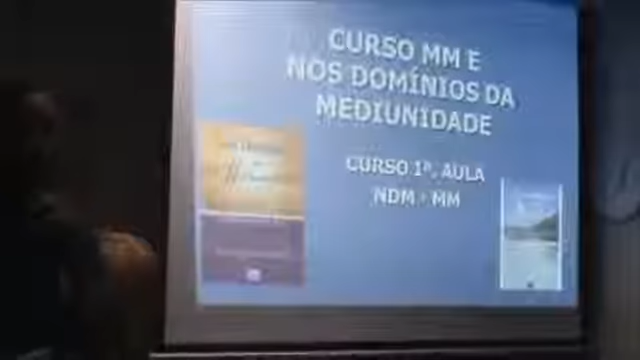 CURSO MM E
NOS DOMÍNIOS DA
MEDIUNIDADE
CURSO 1ª. AULA
NDM - MM